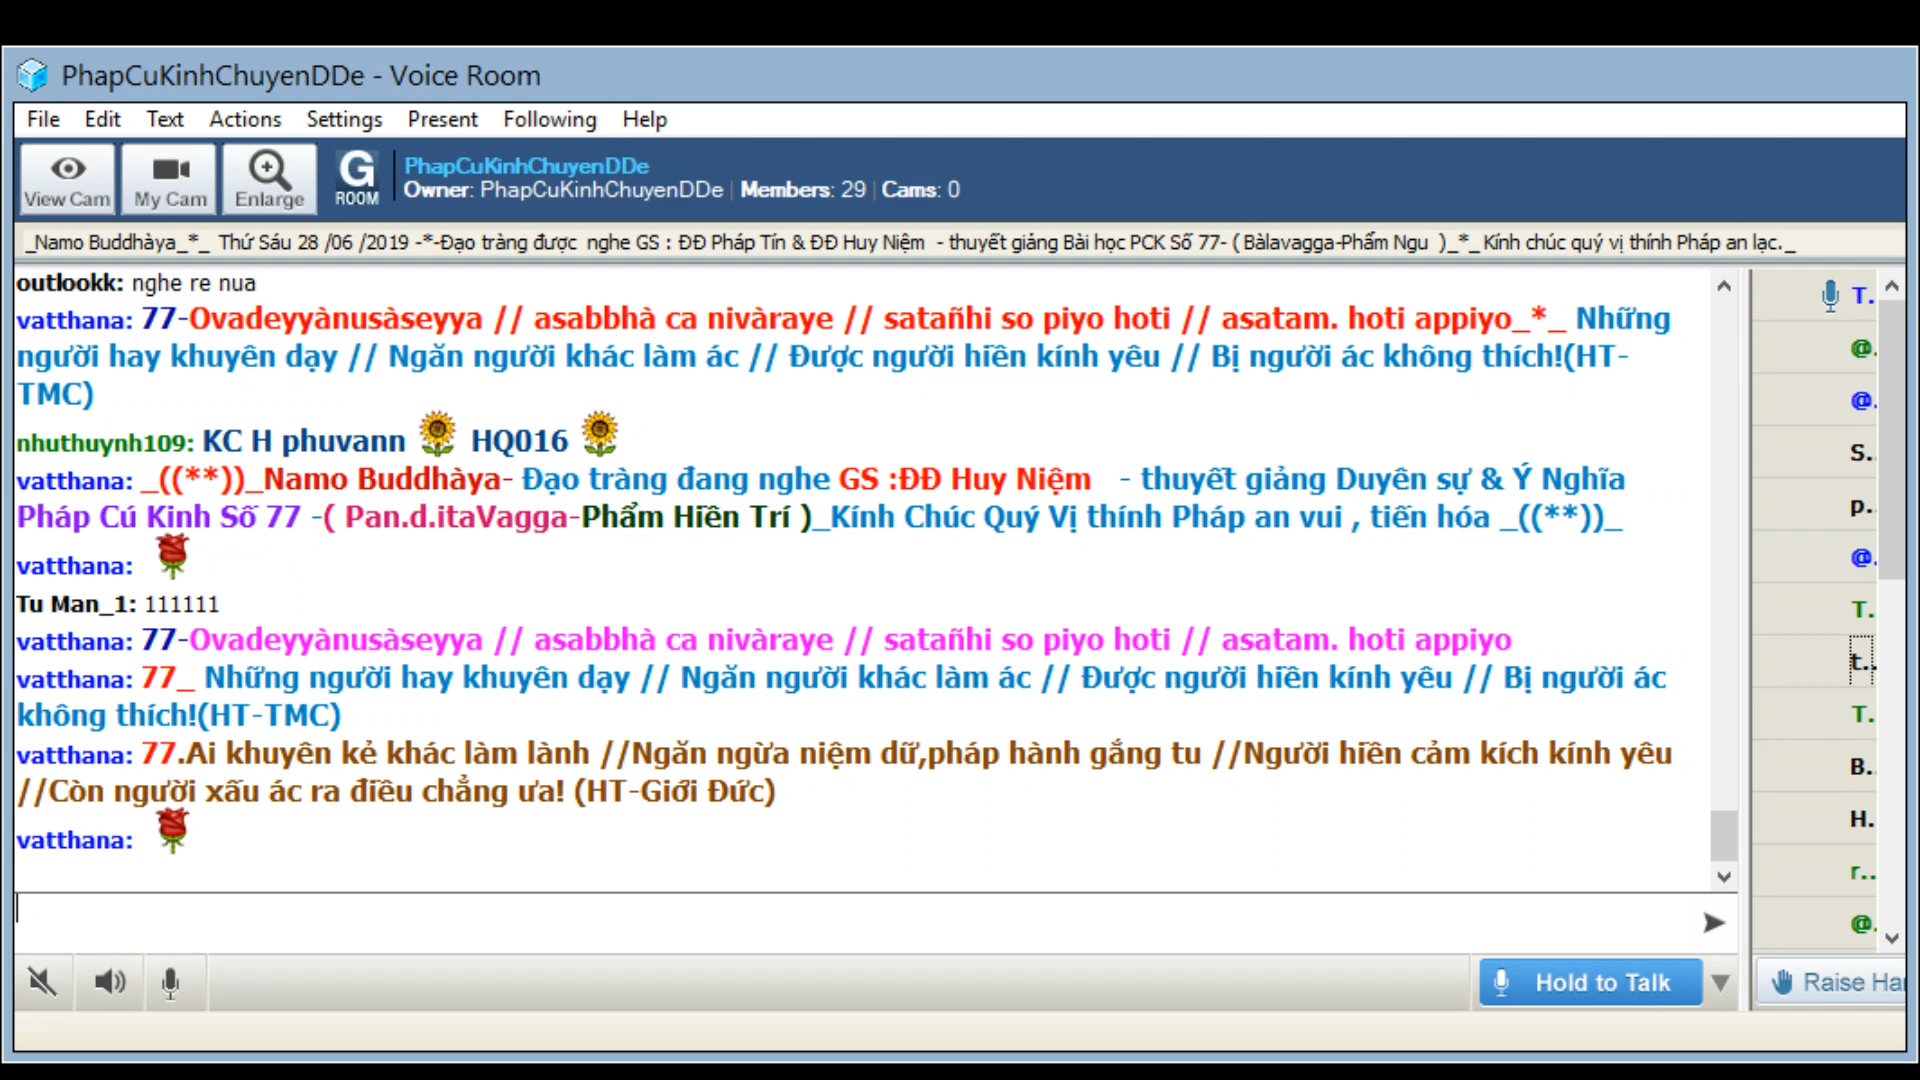 PhapCuKinhChuyenDDe - Voice Room
File Edit Text Actions Settings Present Following Help
View Cam My Cam Enlarge G ROOM
PhapCuKinhChuyenDDe
Owner: PhapCuKinhChuyenDDe | Members: 29 | Cams: 0
_Namo Buddhàya_*_ Thứ Sáu 28 /06 /2019 -*-Đạo tràng được nghe GS : ĐĐ Pháp Tín & ĐĐ Huy Niệm - thuyết giảng Bài học PCK Số 77- ( Bàlavagga-Phẩm Ngu )_*_Kính chúc quý vị thính Pháp an lạc._
outlookk: nghe re nua
vatthana: 77-Ovadeyyànusàseyya // asabbhà ca nivàraye // satañhi so piyo hoti // asatam. hoti appiyo_*_ Những
người hay khuyên dạy // Ngăn người khác làm ác // Được người hiền kính yêu // Bị người ác không thích!(HT-
TMC)
nhuthuynh109: KC H phuvann HQ016
vatthana: _((**))_Namo Buddhàya- Đạo tràng đang nghe GS :ĐĐ Huy Niệm - thuyết giảng Duyên sự & Ý Nghĩa
Pháp Cú Kinh Số 77 -( Pan.d.itaVagga-Phẩm Hiền Trí )_Kính Chúc Quý Vị thính Pháp an vui , tiến hóa _((**))_
vatthana:
Tu Man_1: 111111
vatthana: 77-Ovadeyyànusàseyya // asabbhà ca nivàraye // satañhi so piyo hoti // asatam. hoti appiyo
vatthana: 77_ Những người hay khuyên dạy // Ngăn người khác làm ác // Được người hiền kính yêu // Bị người ác
không thích!(HT-TMC)
vatthana: 77.Ai khuyên kẻ khác làm lành //Ngăn ngừa niệm dữ,pháp hành gắng tu //Người hiền cảm kích kính yêu
//Còn người xấu ác ra điều chẳng ưa! (HT-Giới Đức)
vatthana:
T.
@.
@.
S.
p.
@.
T.
t..
T.
B.
H.
r..
@.
Hold to Talk
Raise Har